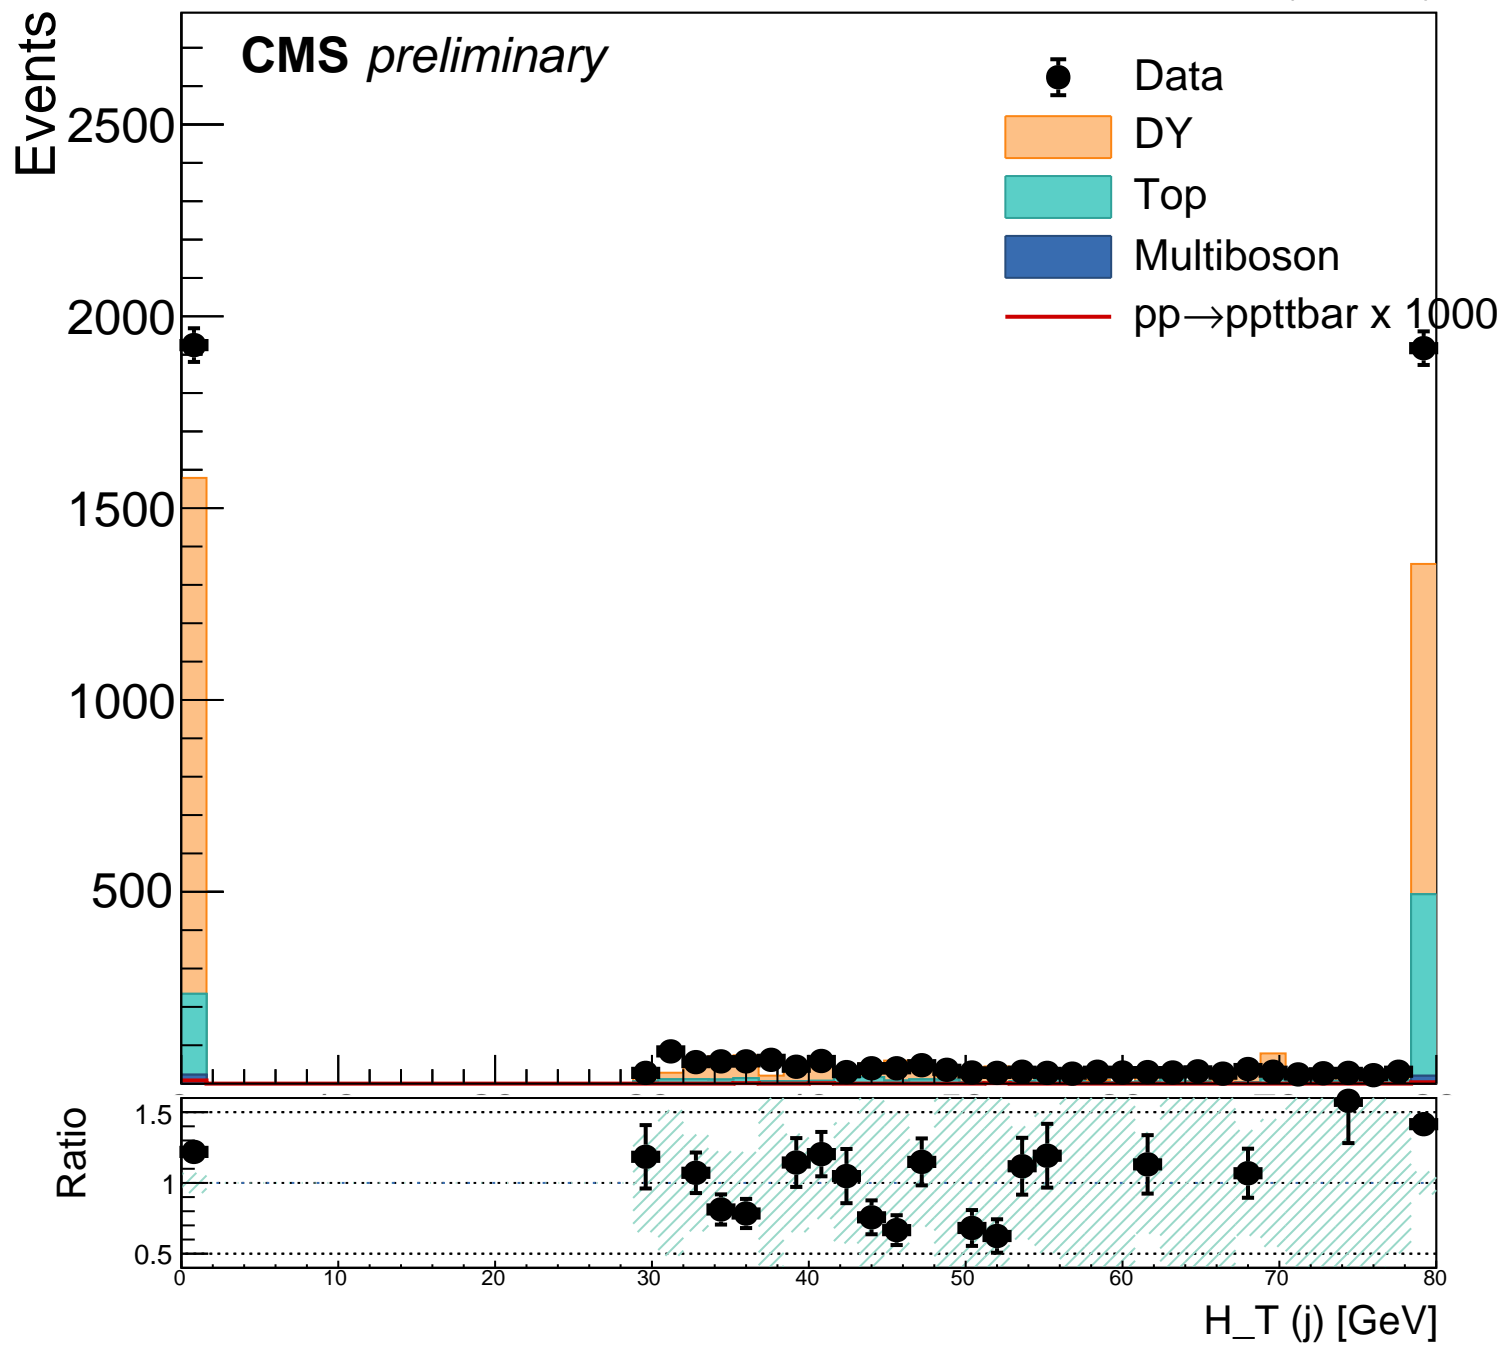 CMS preliminary
Events
2500
2000
1500
1000
500
Data
DY
Top
Multiboson
pp→ppttbar x 1000
Ratio
1.5
1
0.5
0 10 20 30 40 50 60 70 80
H_T (j) [GeV]